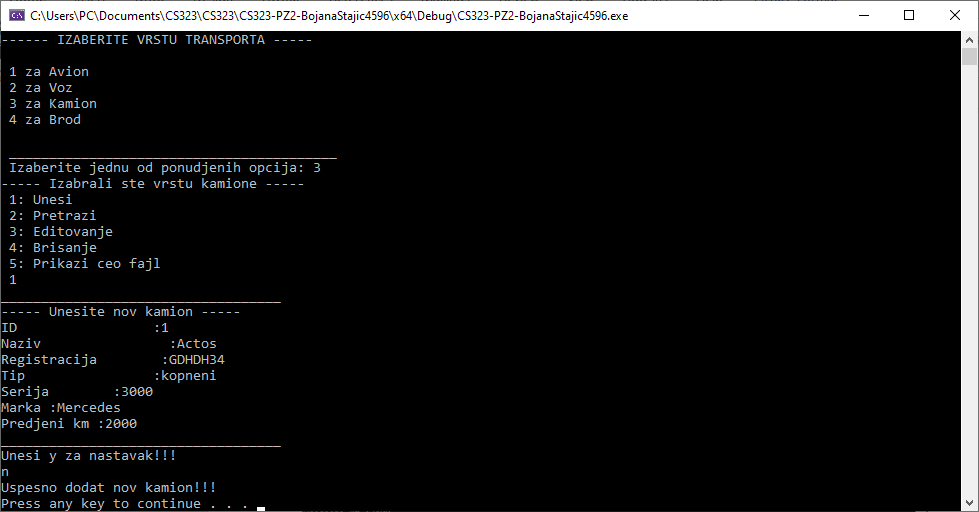 C:\Users\PC\Documents\CS323\CS323\CS323-PZ2-BojanaStajic4596\x64\Debug\CS323-PZ2-BojanaStajic4596.exe
------ IZABERITE VRSTU TRANSPORTA -----
1 za Avion
2 za Voz
3 za Kamion
4 za Brod
_________________________________________
Izaberite jednu od ponudjenih opcija: 3
----- Izabrali ste vrstu kamione -----
1: Unesi
2: Pretrazi
3: Editovanje
4: Brisanje
5: Prikazi ceo fajl
1
___________________________________
----- Unesite nov kamion -----
ID                 :1
Naziv                :Actos
Registracija        :GDHDH34
Tip                :kopneni
Serija        :3000
Marka :Mercedes
Predjeni km :2000
___________________________________
Unesi y za nastavak!!!
n
Uspesno dodat nov kamion!!!
Press any key to continue . . .